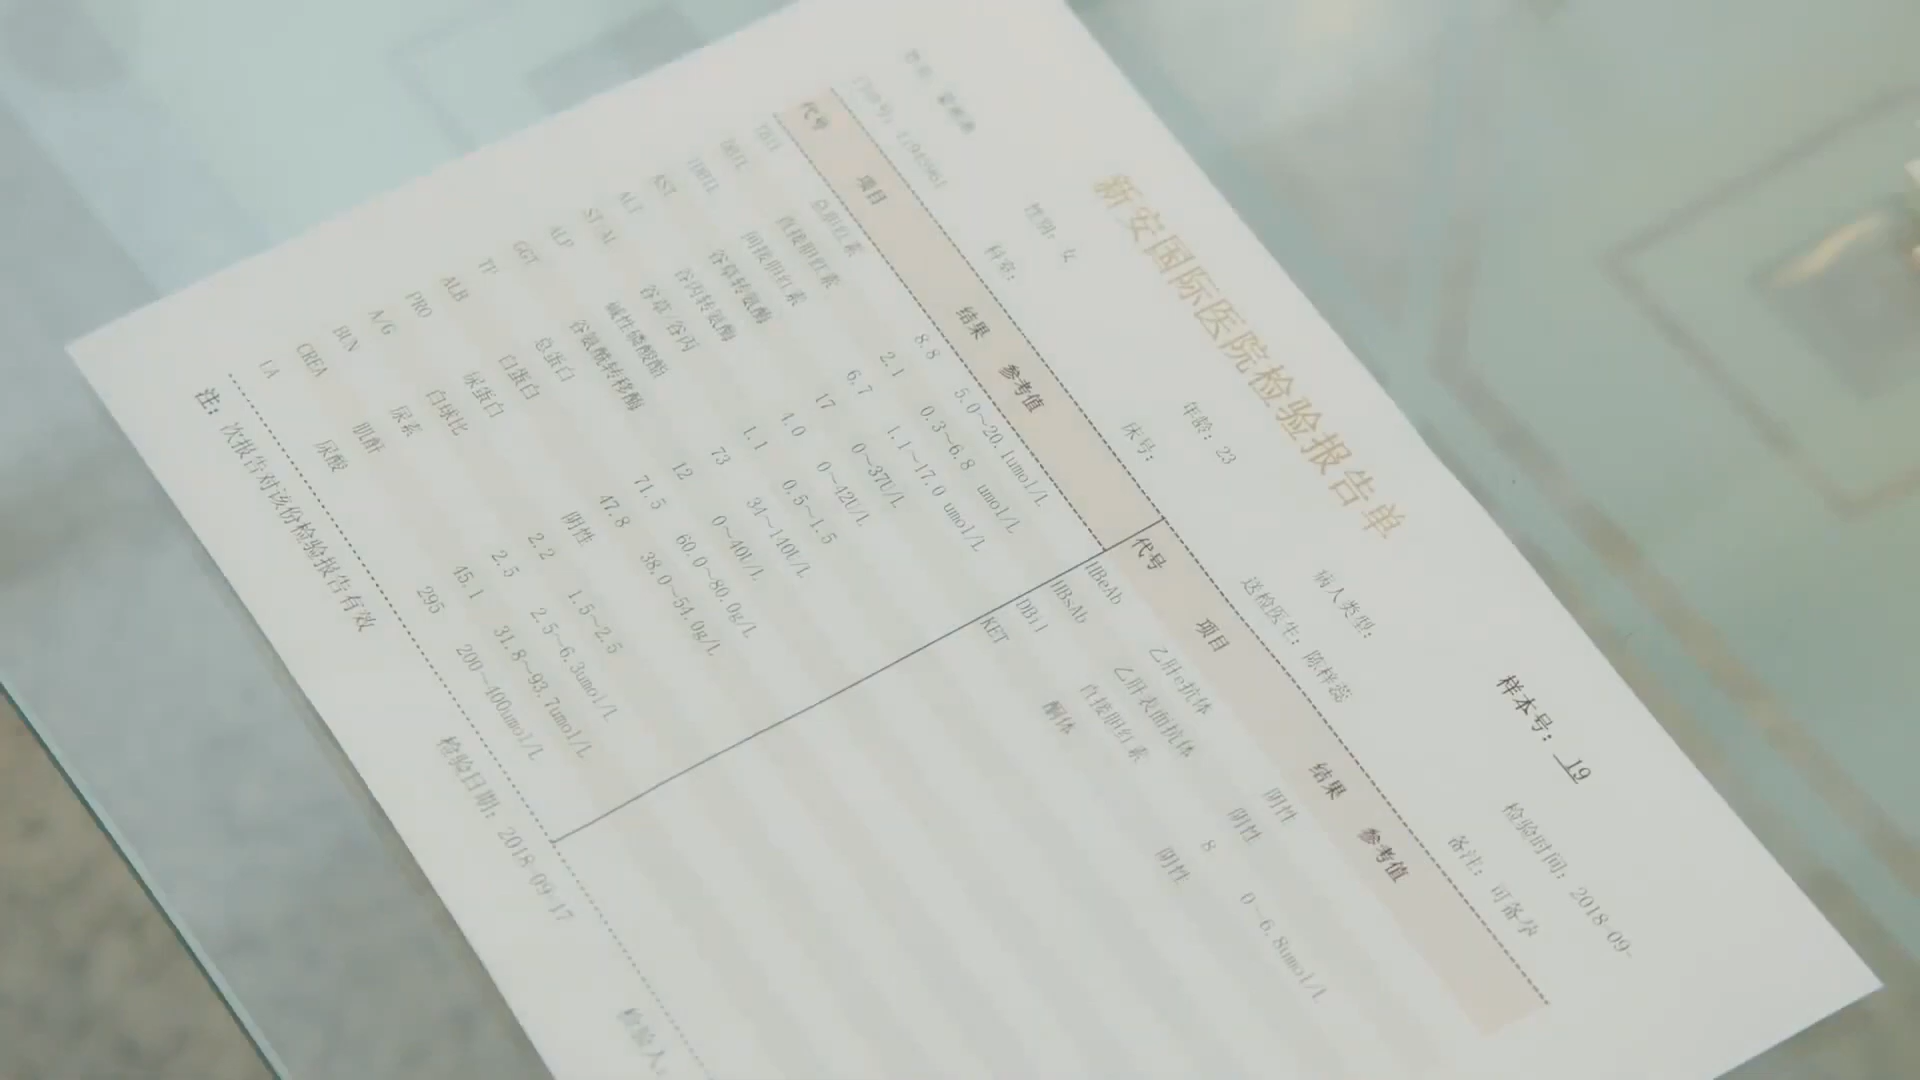 新安国际医院检验报告单
样本号: 19
性别: 女 年龄: 23 病人类型: 检验时间: 2018-09-
科室: 床号: 送检医生: 陈梓蕊 备注: 可备孕
代号 项目 结果 参考值 代号 项目 结果 参考值
总胆红素 8.8 5.0~20.1umol/L HBeAb 乙肝e抗体 阴性
直接胆红素 2.1 0.3~6.8 umol/L HBsAb 乙肝表面抗体 阴性
间接胆红素 6.7 1.1~17.0 umol/L DBil 直接胆红素 8 0~6.8umol/L
AST 谷草转氨酶 17 0~37U/L KET 酮体 阴性
ALT 谷丙转氨酶 4.0 0~42U/L
谷草/谷丙 1.1 0.5~1.5
ALP 碱性磷酸酯 73 34~140U/L
GGT 谷氨酰转移酶 12 0~40U/L
TP 总蛋白 71.5 60.0~80.0g/L
ALB 白蛋白 47.8 38.0~54.0g/L
PRO 尿蛋白 阴性
A/G 白球比 2.2 1.5~2.5
BUN 尿素 2.5 2.5~6.3umol/L
CREA 肌酐 45.1 31.8~93.7umol/L
LA 尿酸 295 200~400umol/L
注: 次报告对该份检验报告有效 检验日期: 2018-09-17 检验人: